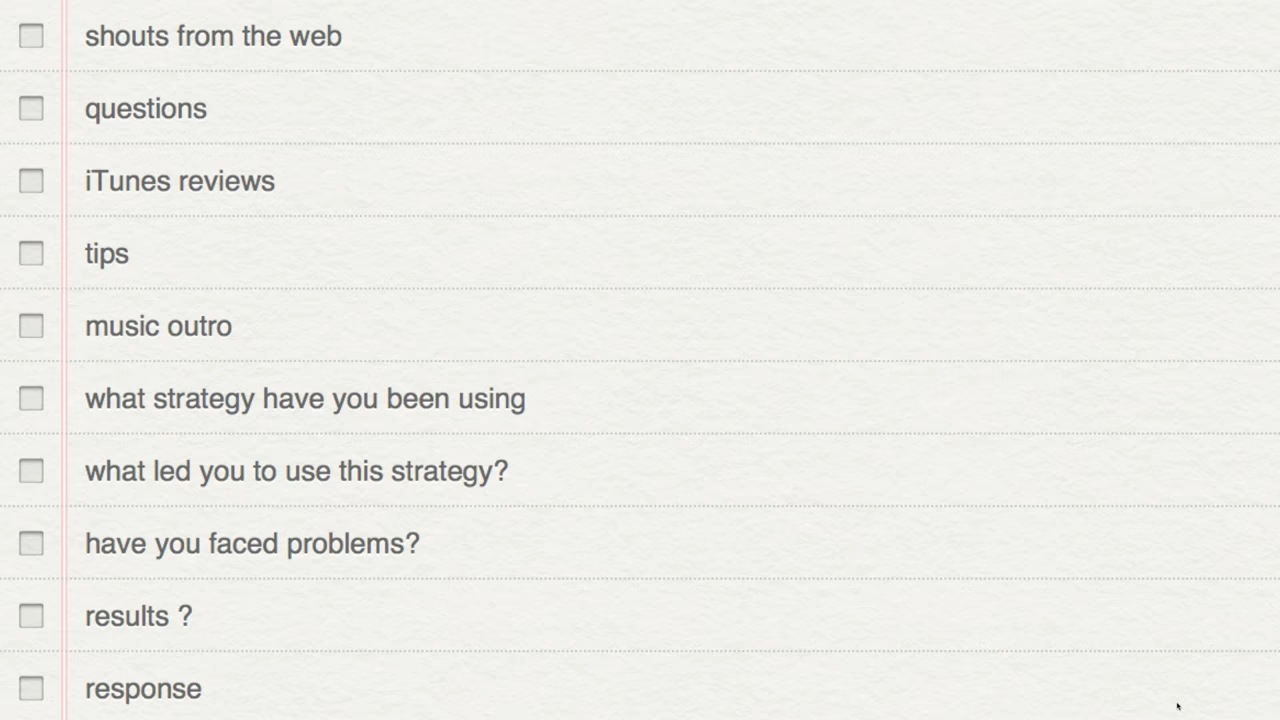 shouts from the web
questions
iTunes reviews
tips
music outro
what strategy have you been using
what led you to use this strategy?
have you faced problems?
results ?
response